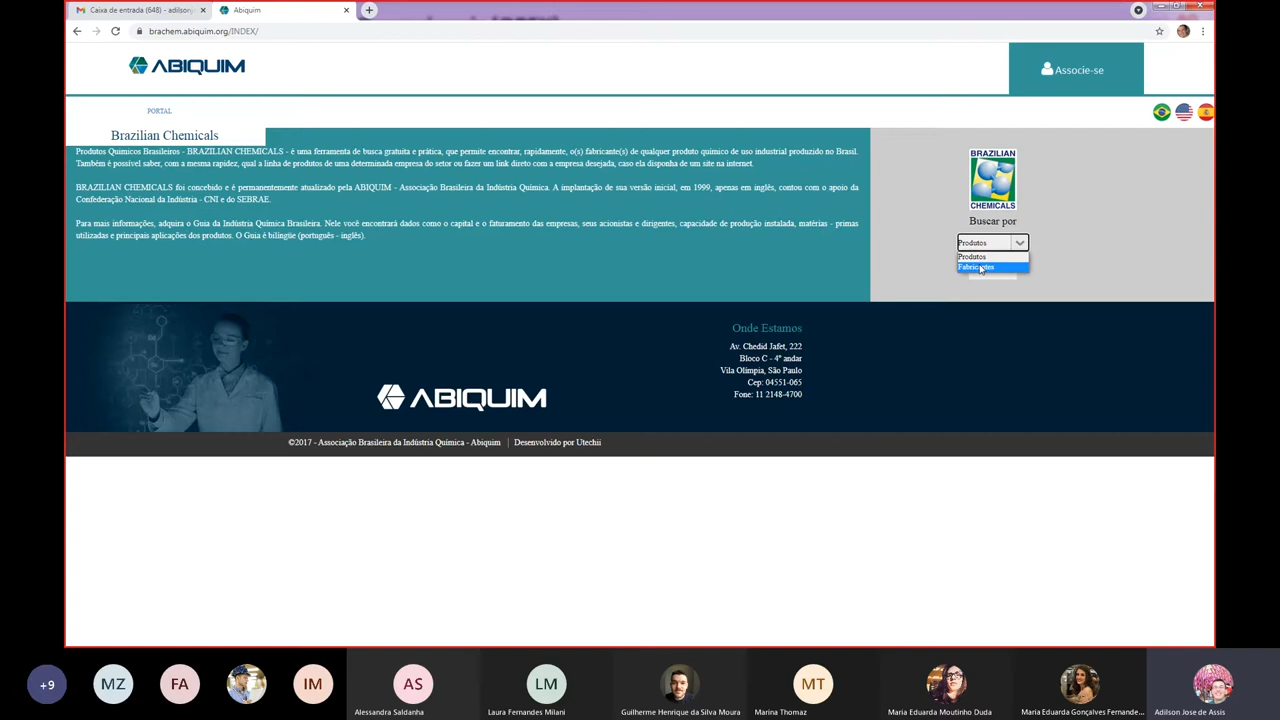 Caixa de entrada (648) - adilson
Abiquim
brachem.abiquim.org/INDEX/
ABIQUIM
Associe-se
PORTAL
Brazilian Chemicals
Produtos Químicos Brasileiros - BRAZILIAN CHEMICALS - é uma ferramenta de busca gratuita e prática, que permite encontrar, rapidamente, o(s) fabricante(s) de qualquer produto químico de uso industrial produzido no Brasil.
Também é possível saber, com a mesma rapidez, qual a linha de produtos de uma determinada empresa do setor ou fazer um link direto com a empresa desejada, caso ela disponha de um site na internet.
BRAZILIAN CHEMICALS foi concebido e é permanentemente atualizado pela ABIQUIM - Associação Brasileira da Indústria Química. A implantação de sua versão inicial, em 1999, apenas em inglês, contou com o apoio da
Confederação Nacional da Indústria - CNI e do SEBRAE.
Para mais informações, adquira o Guia da Indústria Química Brasileira. Nele você encontrará dados como o capital e o faturamento das empresas, seus acionistas e dirigentes, capacidade de produção instalada, matérias - primas
utilizadas e principais aplicações dos produtos. O Guia é bilíngüe (português - inglês).
BRAZILIAN
CHEMICALS
Buscar por
Produtos
Produtos
Fabricantes
ABIQUIM
Onde Estamos
Av. Chedid Jafet, 222
Bloco C - 4º andar
Vila Olímpia, São Paulo
Cep: 04551-065
Fone: 11 2148-4700
©2017 - Associação Brasileira da Indústria Química - Abiquim | Desenvolvido por Utechii
+9
MZ
FA
IM
AS
LM
MT
Alessandra Saldanha
Laura Fernandes Milani
Guilherme Henrique da Silva Moura
Marina Thomaz
Maria Eduarda Moutinho Duda
Maria Eduarda Gonçalves Fernande...
Adilson Jose de Assis